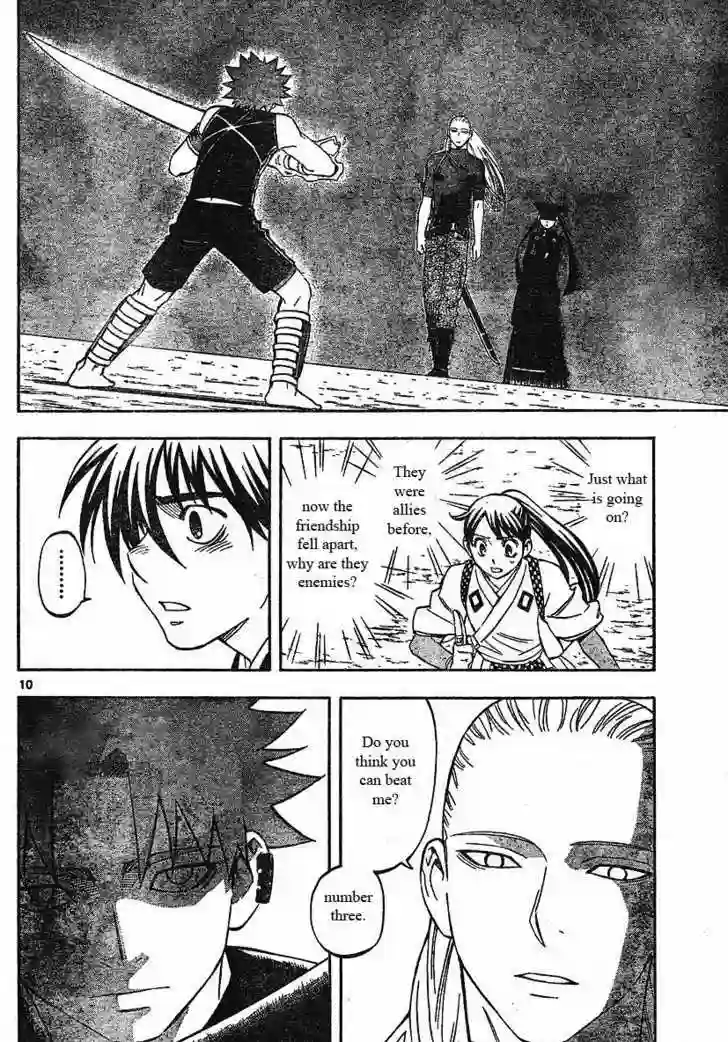 Just what
is going
on?
They
were
allies
before,
now the
friendship
fell apart,
why are they
enemies?
..........
10
Do you
think you
can beat
me?
number
three.